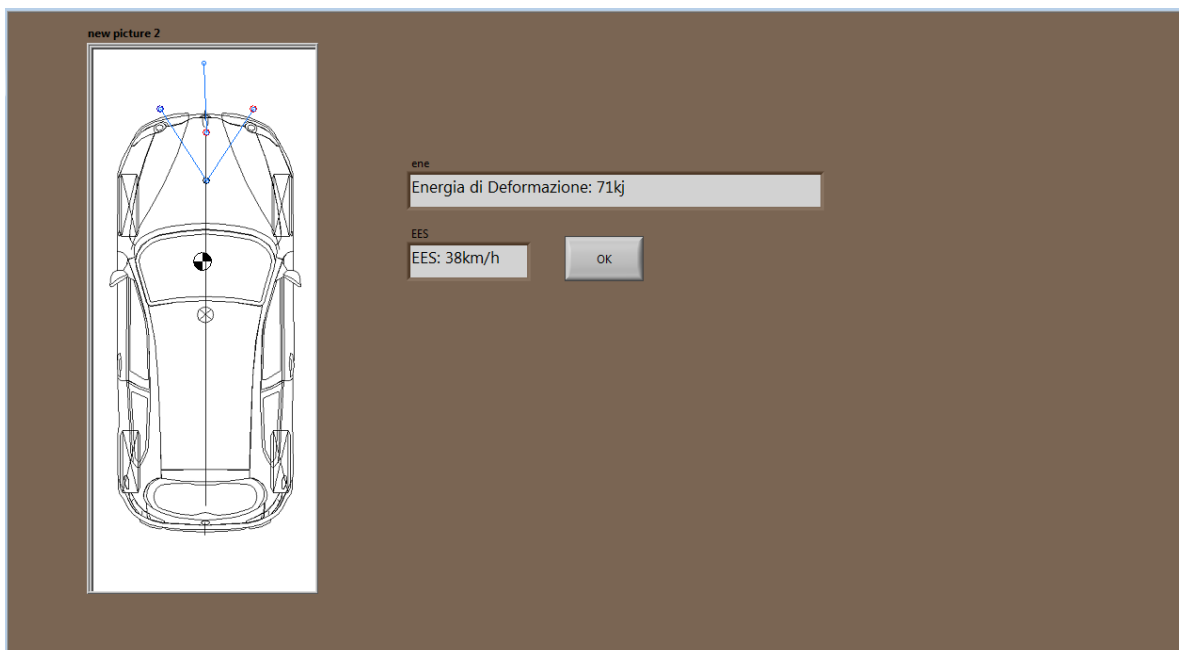 new picture 2
ene
Energia di Deformazione: 71kj
EES
EES: 38km/h
OK